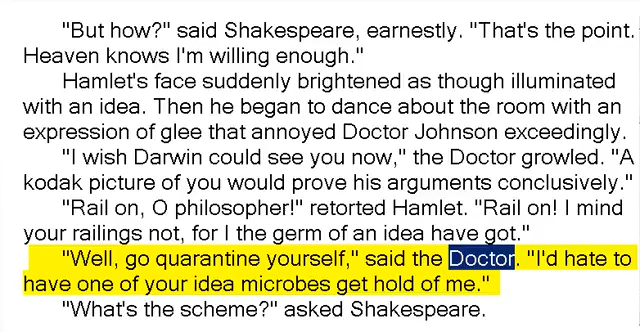 "But how?" said Shakespeare, earnestly. "That's the point.
Heaven knows I'm willing enough."
Hamlet's face suddenly brightened as though illuminated
with an idea. Then he began to dance about the room with an
expression of glee that annoyed Doctor Johnson exceedingly.
"I wish Darwin could see you now," the Doctor growled. "A
kodak picture of you would prove his arguments conclusively."
"Rail on, O philosopher!" retorted Hamlet. "Rail on! I mind
your railings not, for I the germ of an idea have got."
"Well, go quarantine yourself," said the Doctor. "I'd hate to
have one of your idea microbes get hold of me."
"What's the scheme?" asked Shakespeare.